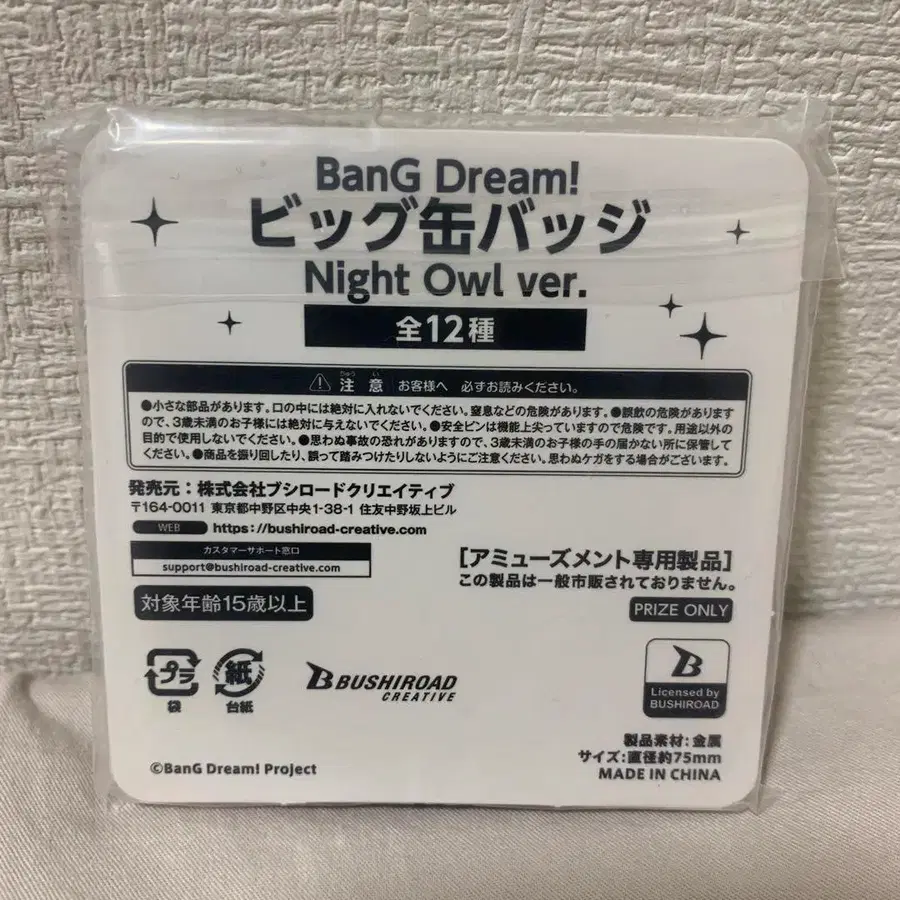 BanG Dream!
ビッグ缶バッジ
Night Owl ver.
全12種
注意 お客様へ 必ずお読みください。
ちゅう い
●小さな部品があります。口の中には絶対に入れないでください。窒息などの危険があります。●誤飲の危険があります
ので、3歳未満のお子様には絶対に与えないでください。●安全ピンは機能上尖っていますので危険です。用途以外の
目的で使用しないでください。●思わぬ事故の恐れがありますので、3歳未満のお子様の手の届かない所に保管して
ください。●商品を振り回したり、誤って踏みつけたりしないようにご注意ください。思わぬケガをする場合がございます。
発売元：株式会社ブシロードクリエイティブ
〒164-0011 東京都中野区中央1-38-1 住友中野坂上ビル
WEB https://bushiroad-creative.com
カスタマーサポート窓口
support@bushiroad-creative.com
[アミューズメント専用製品]
この製品は一般市販されておりません。
対象年齢15歳以上
PRIZE ONLY
プラ
袋
紙
台紙
BUSHIROAD
CREATIVE
B
Licensed by
BUSHIROAD
製品素材:金属
サイズ:直径約75mm
MADE IN CHINA
©BanG Dream! Project